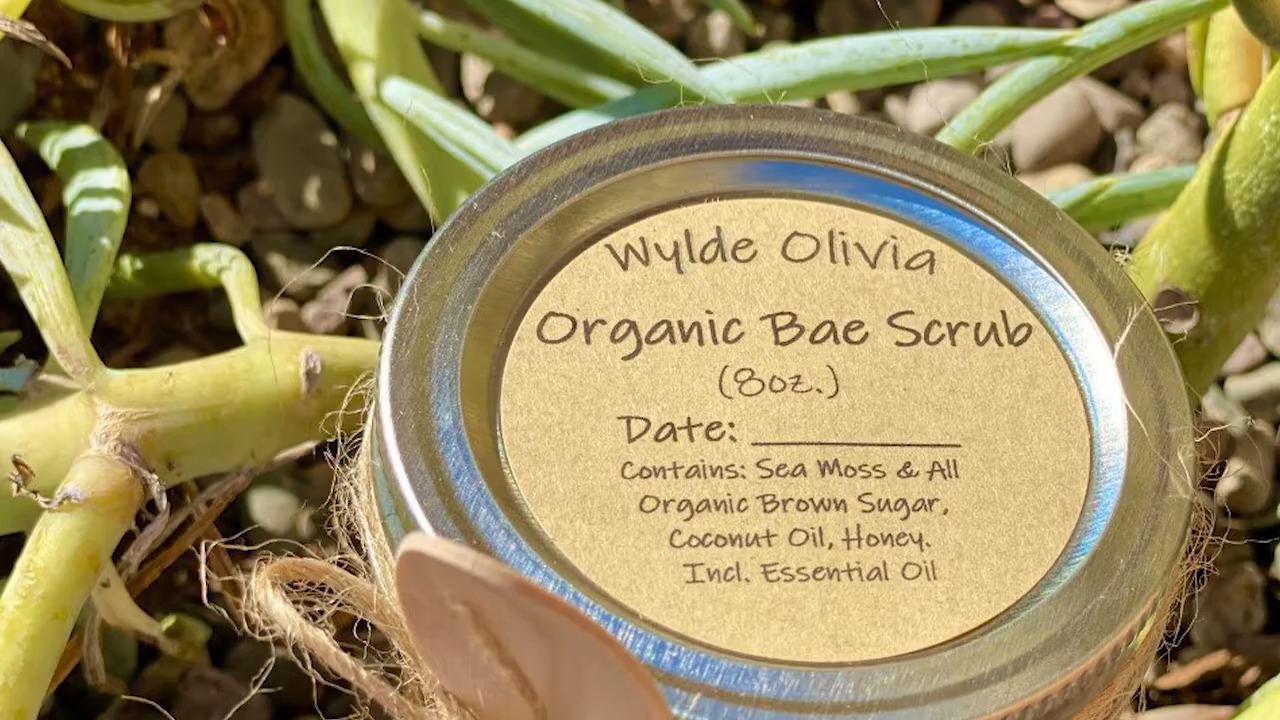 Wylde Olivia
Organic Bae Scrub
(8oz.)
Date: ____________
Contains: Sea Moss & All
Organic Brown Sugar,
Coconut Oil, Honey.
Incl. Essential Oil